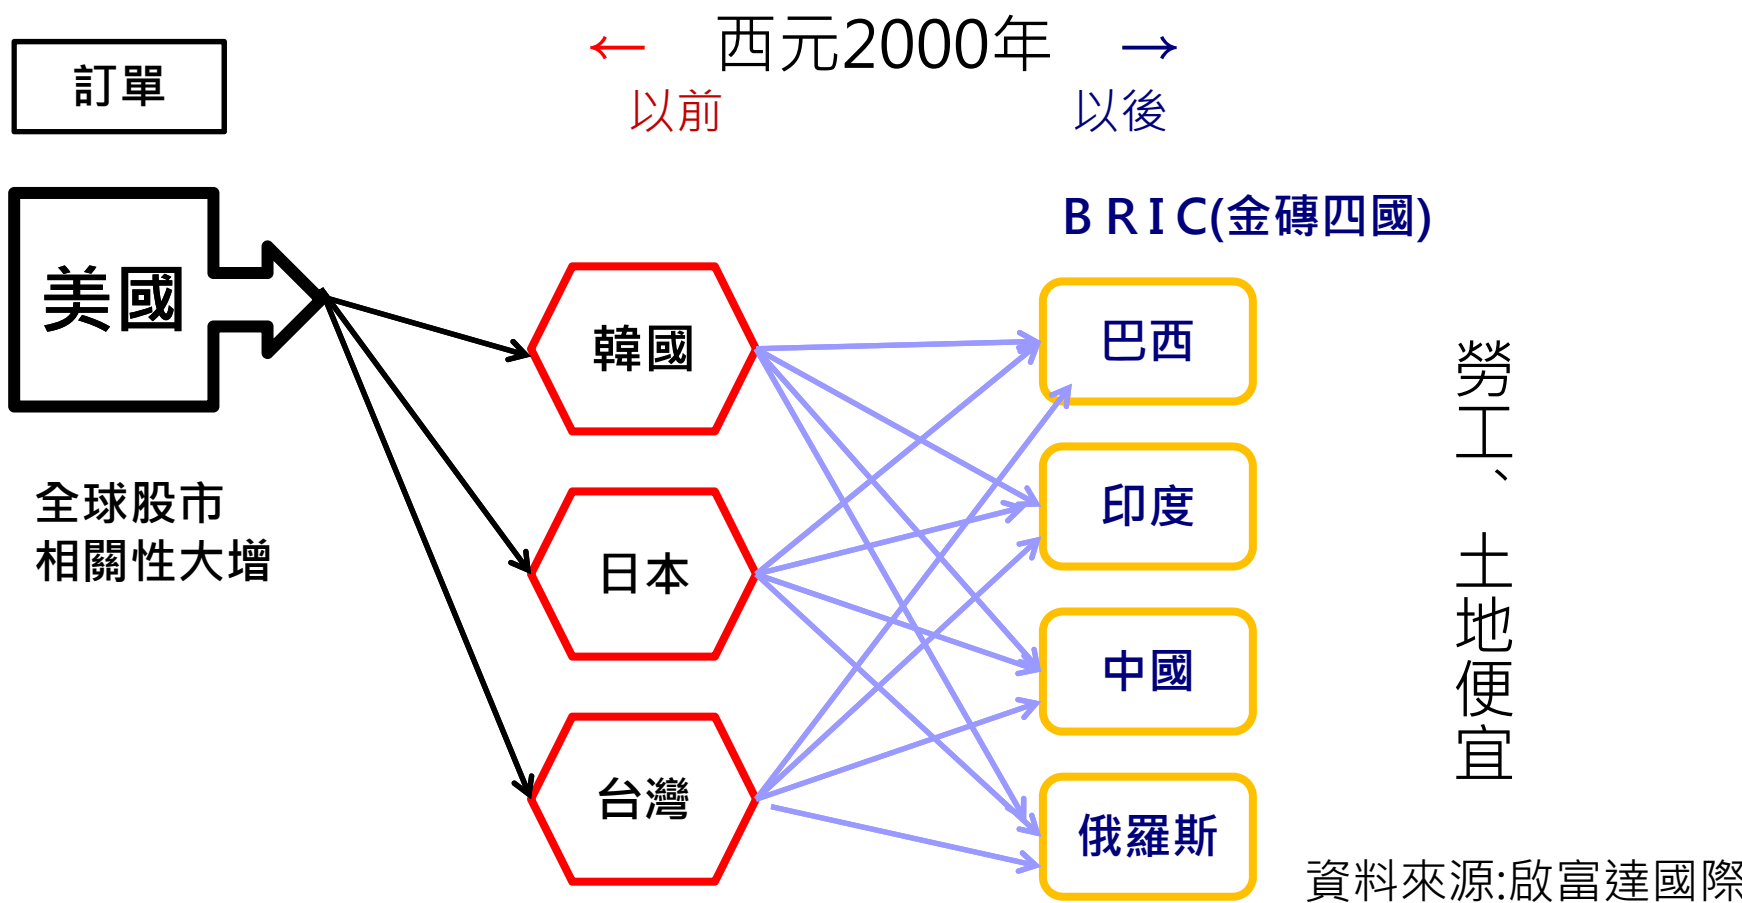 訂單
← 西元2000年 →
以前
以後
美國
全球股市
相關性大增
韓國
日本
台灣
BRIC(金磚四國)
巴西
印度
中國
俄羅斯
勞工、土地便宜
資料來源:啟富達國際